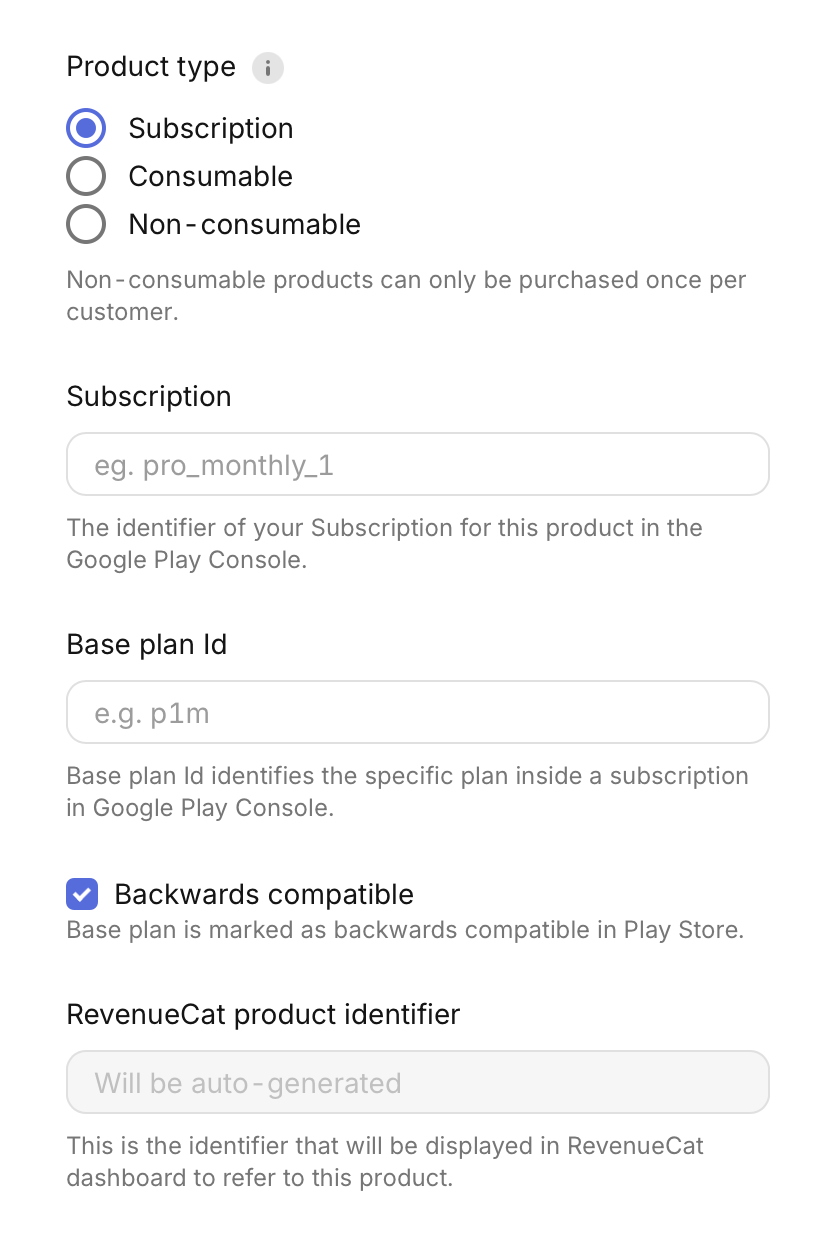 Product type
Subscription
Consumable
Non-consumable
Non-consumable products can only be purchased once per
customer.
Subscription
eg. pro_monthly_1
The identifier of your Subscription for this product in the
Google Play Console.
Base plan Id
e.g. p1m
Base plan Id identifies the specific plan inside a subscription
in Google Play Console.
Backwards compatible
Base plan is marked as backwards compatible in Play Store.
RevenueCat product identifier
Will be auto-generated
This is the identifier that will be displayed in RevenueCat
dashboard to refer to this product.